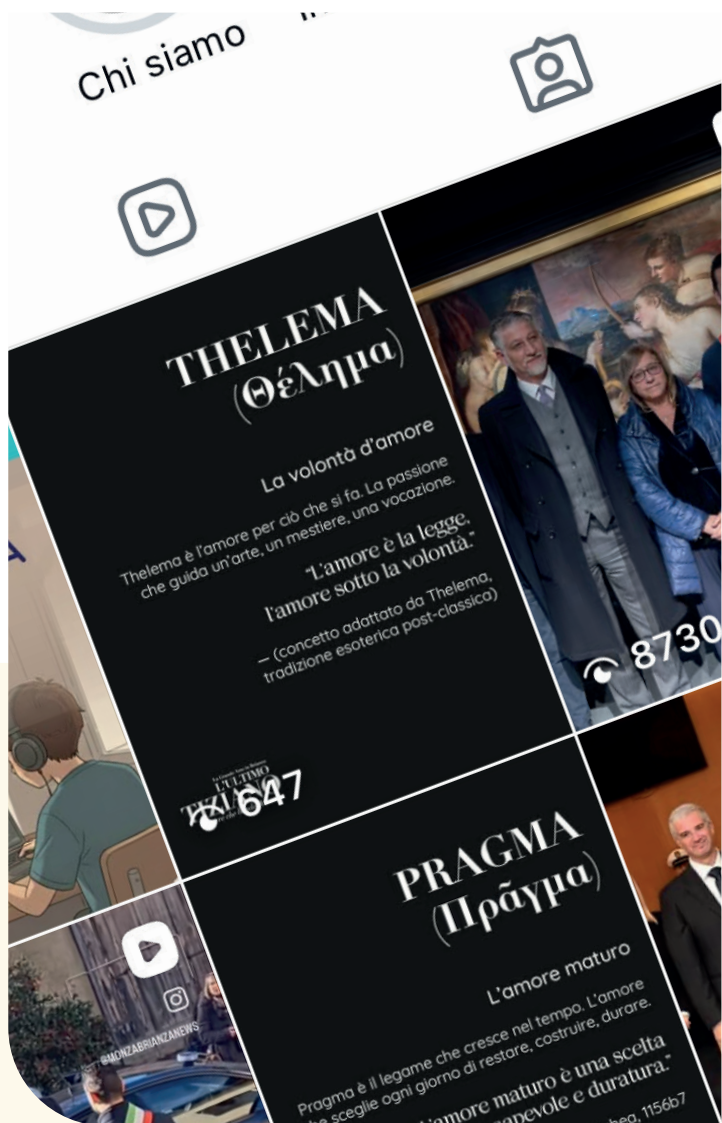 Chi siamo
THELEMA
(Θέλημα)
La volontà d'amore
Thelema è l'amore per ciò che si fa. La passione
che guida un'arte, un mestiere, una vocazione.
"L'amore è la legge,
l'amore sotto la volontà."
— (concetto adattato da Thelema,
tradizione esoterica post-classica)
L'ULTIMO
TIZIANO
647
8730
PRAGMA
(Πρᾶγμα)
L'amore maturo
Pragma è il legame che cresce nel tempo. L'amore
che sceglie ogni giorno di restare, costruire, durare.
L'amore maturo è una scelta
e duratura."
1156b7
@MONZABRIANZANEWS